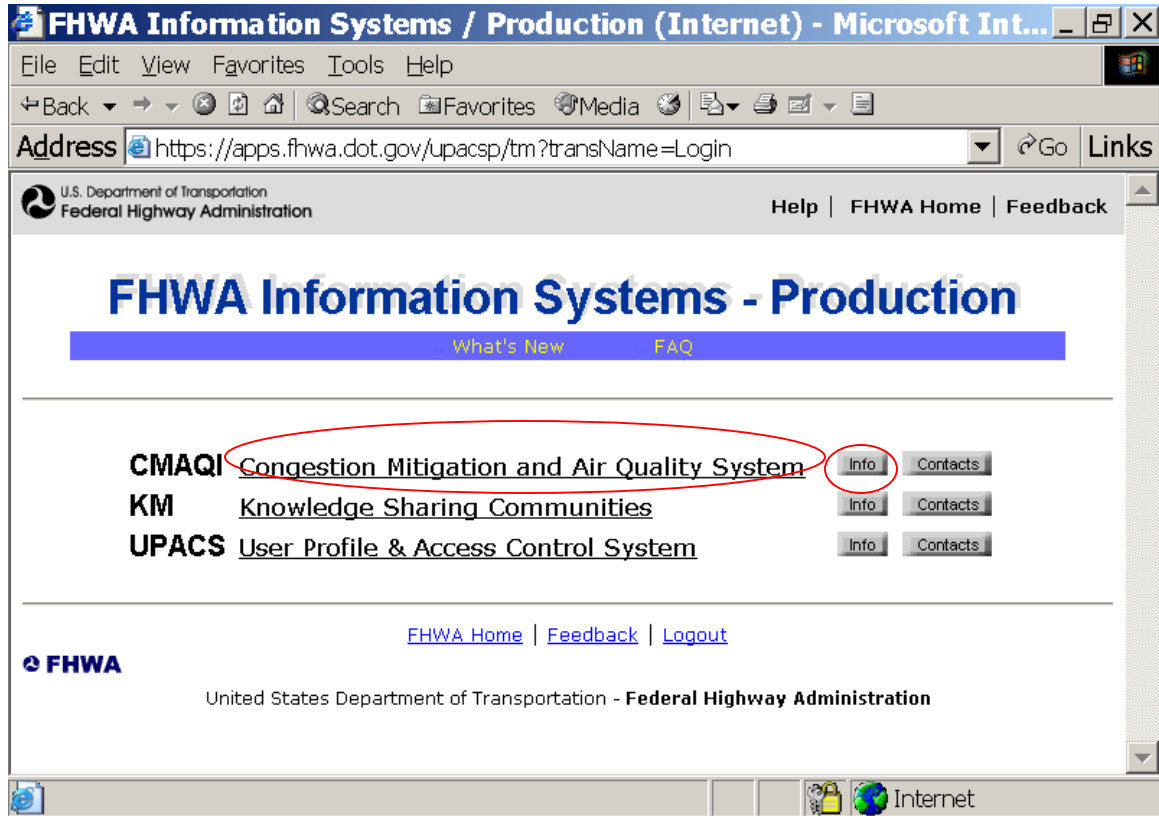 FHWA Information Systems / Production (Internet) - Microsoft Int...
File Edit View Favorites Tools Help
Back Search Favorites Media
Address https://apps.fhwa.dot.gov/upacsp/tm?transName=Login Go Links
U.S. Department of Transportation
Federal Highway Administration
Help | FHWA Home | Feedback
FHWA Information Systems - Production
What's New FAQ
CMAQI Congestion Mitigation and Air Quality System Info Contacts
KM Knowledge Sharing Communities Info Contacts
UPACS User Profile & Access Control System Info Contacts
FHWA Home | Feedback | Logout
FHWA
United States Department of Transportation - Federal Highway Administration
Internet